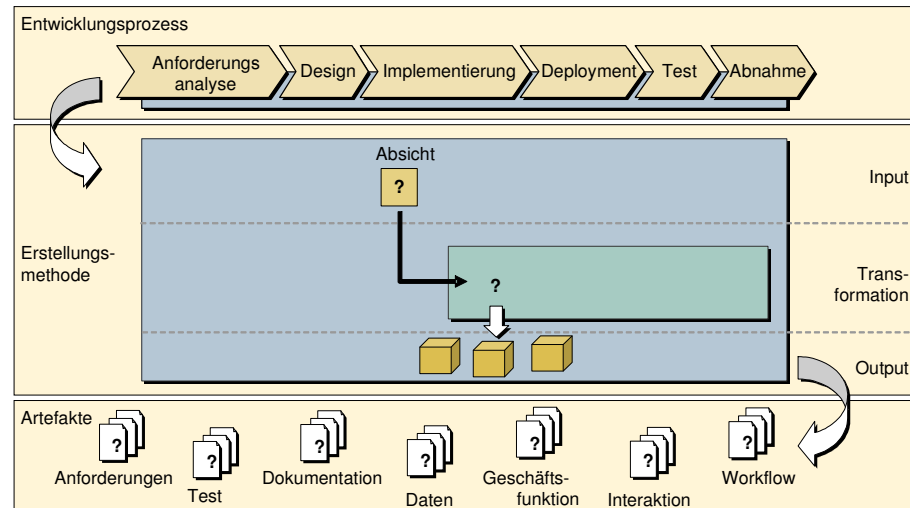 Entwicklungsprozess
Anforderungs
analyse
Design
Implementierung
Deployment
Test
Abnahme
Absicht
?
Input
Erstellungs-
methode
?
Trans-
formation
Output
Artefakte
?
?
?
?
?
?
?
Anforderungen
Test
Dokumentation
Daten
Geschäfts-
funktion
Interaktion
Workflow